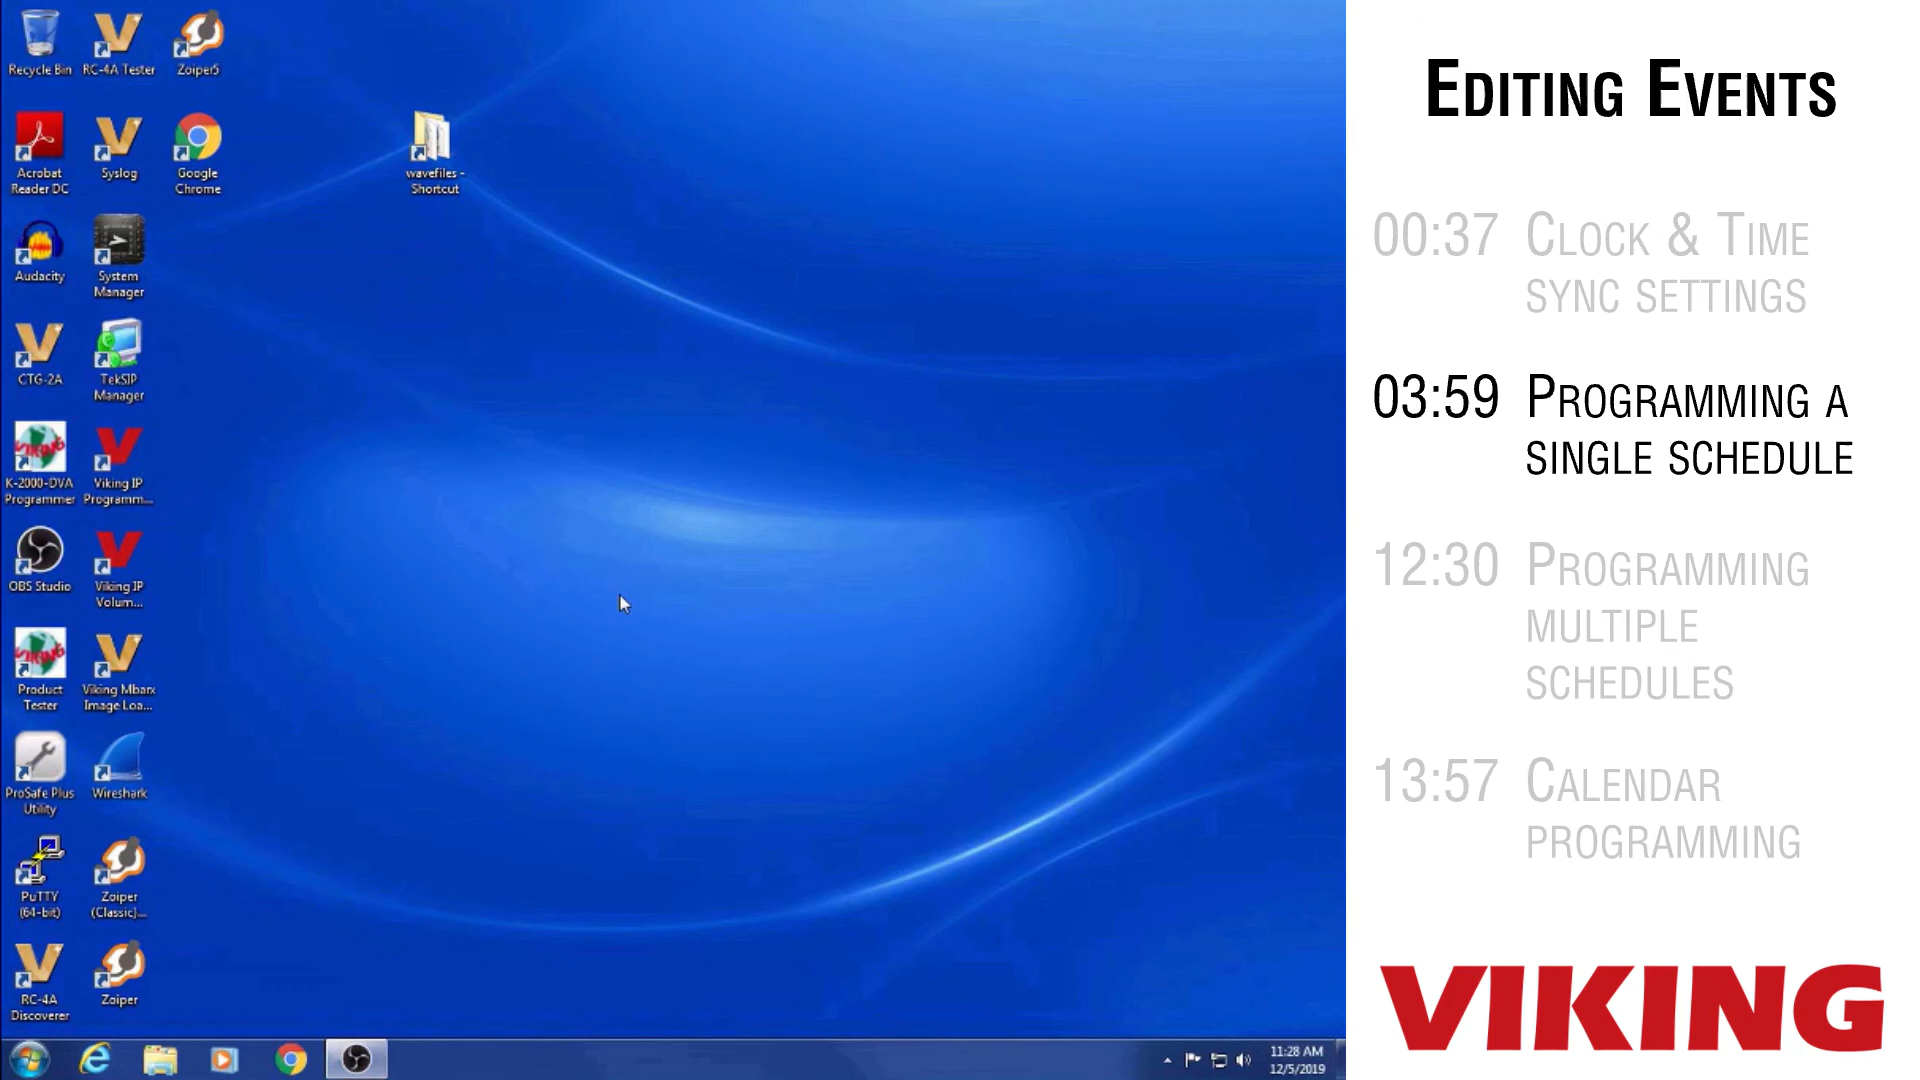 Recycle Bin
RC-4A Tester
Zoiper5
Acrobat
Reader DC
Syslog
Google
Chrome
wavefiles -
Shortcut
Audacity
System
Manager
CTG-2A
TekSIP
Manager
VIKING
K-2000-DVA
Programmer
Viking IP
Programm...
OBS Studio
Viking IP
Volum...
VIKING
Product
Tester
Viking Mbarx
Image Loa...
ProSafe Plus
Utility
Wireshark
PuTTY
(64-bit)
Zoiper
(Classic)...
RC-4A
Discoverer
Zoiper
11:28 AM
12/5/2019
EDITING EVENTS
00:37 CLOCK & TIME
SYNC SETTINGS
03:59 PROGRAMMING A
SINGLE SCHEDULE
12:30 PROGRAMMING
MULTIPLE
SCHEDULES
13:57 CALENDAR
PROGRAMMING
VIKING